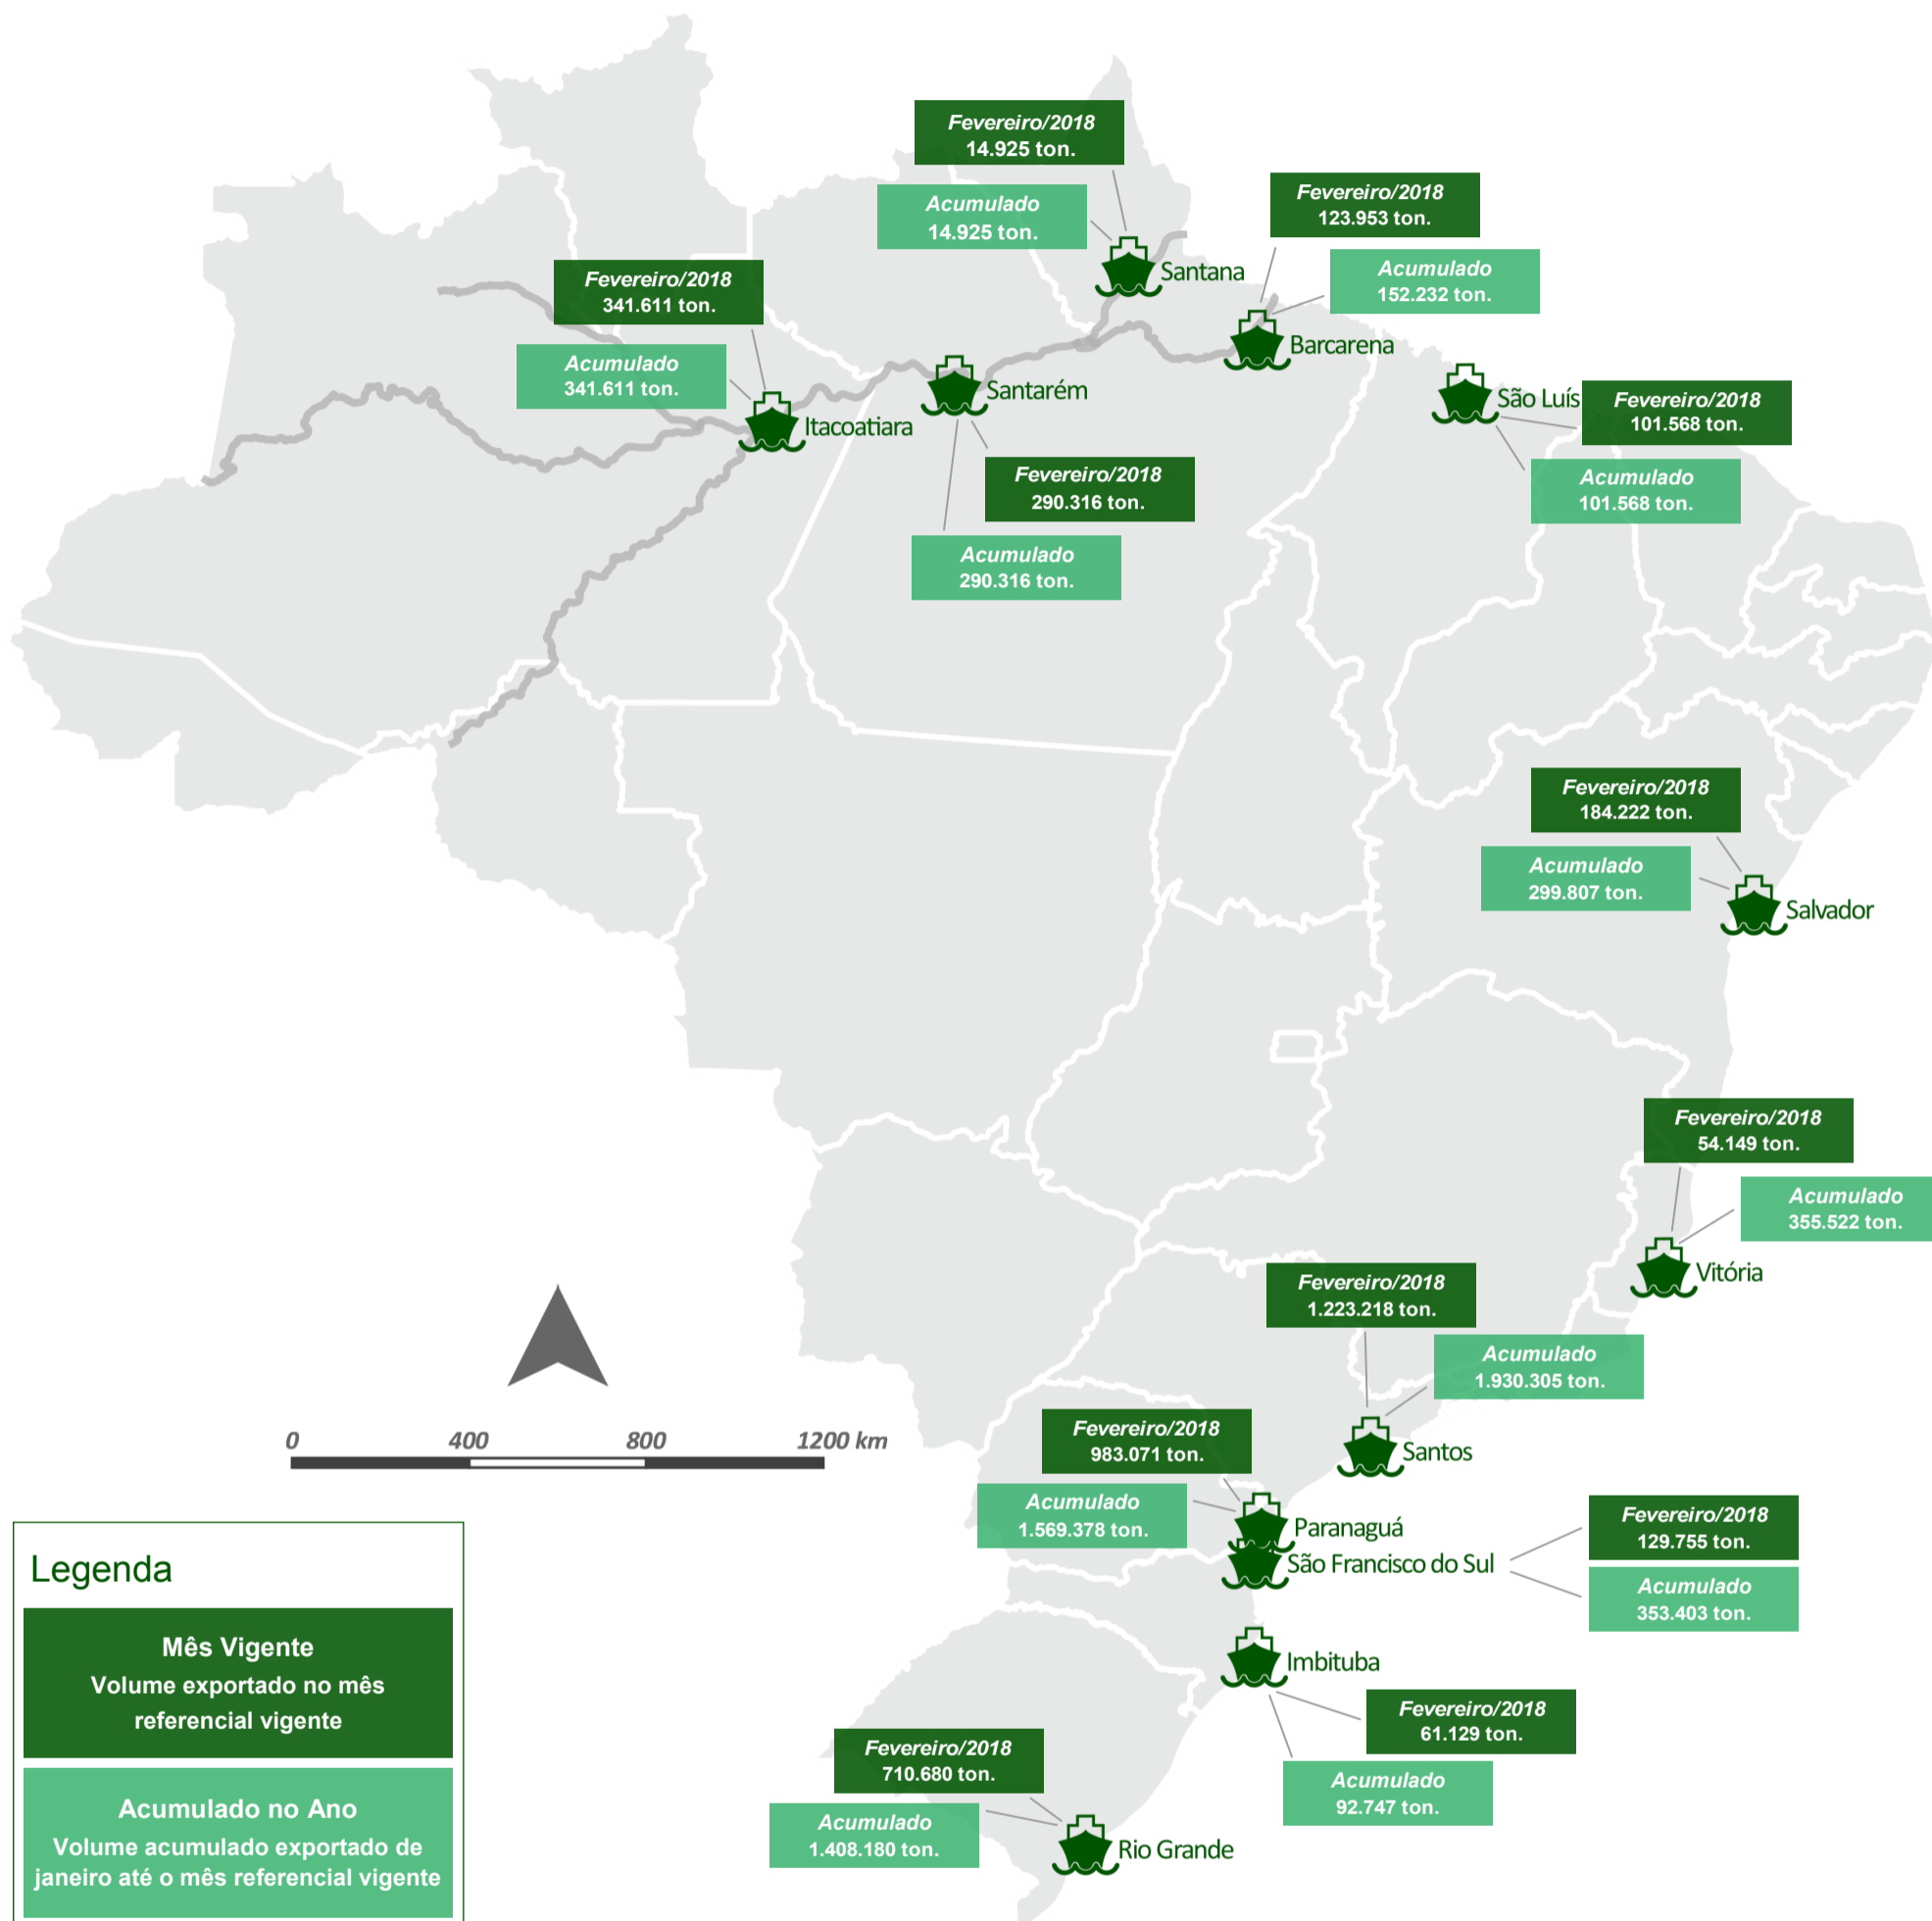 Fevereiro/2018
14.925 ton.
Acumulado
14.925 ton.
Santana
Fevereiro/2018
123.953 ton.
Acumulado
152.232 ton.
Barcarena
Fevereiro/2018
341.611 ton.
Acumulado
341.611 ton.
Itacoatiara
Santarém
Fevereiro/2018
290.316 ton.
Acumulado
290.316 ton.
São Luís
Fevereiro/2018
101.568 ton.
Acumulado
101.568 ton.
Fevereiro/2018
184.222 ton.
Acumulado
299.807 ton.
Salvador
Fevereiro/2018
54.149 ton.
Acumulado
355.522 ton.
Vitória
Fevereiro/2018
1.223.218 ton.
Acumulado
1.930.305 ton.
Santos
Fevereiro/2018
983.071 ton.
Acumulado
1.569.378 ton.
Paranaguá
São Francisco do Sul
Fevereiro/2018
129.755 ton.
Acumulado
353.403 ton.
Imbituba
Fevereiro/2018
61.129 ton.
Acumulado
92.747 ton.
Fevereiro/2018
710.680 ton.
Acumulado
1.408.180 ton.
Rio Grande
0 400 800 1200 km
Legenda
Mês Vigente
Volume exportado no mês
referencial vigente
Acumulado no Ano
Volume acumulado exportado de
janeiro até o mês referencial vigente